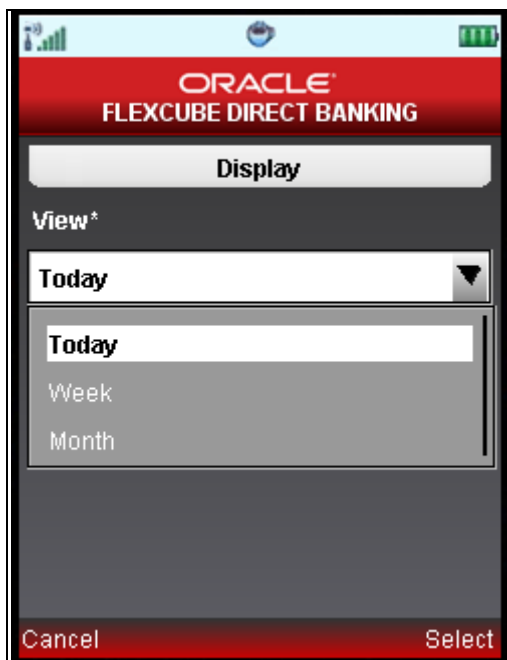 ORACLE
FLEXCUBE DIRECT BANKING
Display
View*
Today
Today
Week
Month
Cancel Select